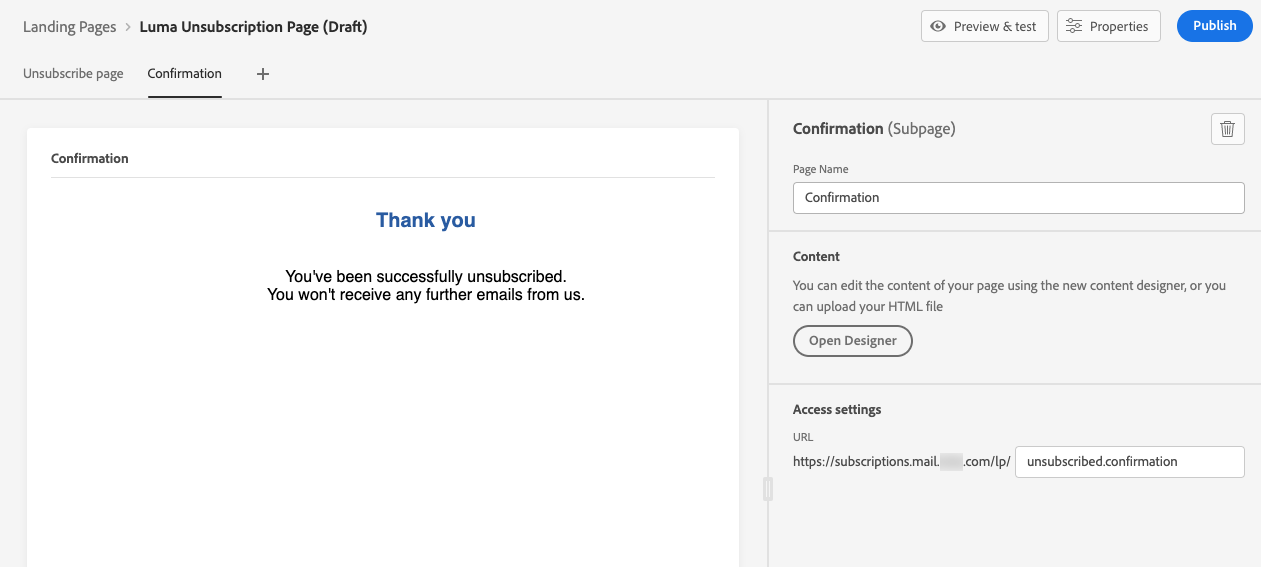 Landing Pages > Luma Unsubscription Page (Draft)
Preview & test
Properties
Publish
Unsubscribe page
Confirmation
+
Confirmation
Thank you
You've been successfully unsubscribed.
You won't receive any further emails from us.
Confirmation (Subpage)
Page Name
Confirmation
Content
You can edit the content of your page using the new content designer, or you
can upload your HTML file
Open Designer
Access settings
URL
https://subscriptions.mail. .com/lp/ unsubscribed.confirmation